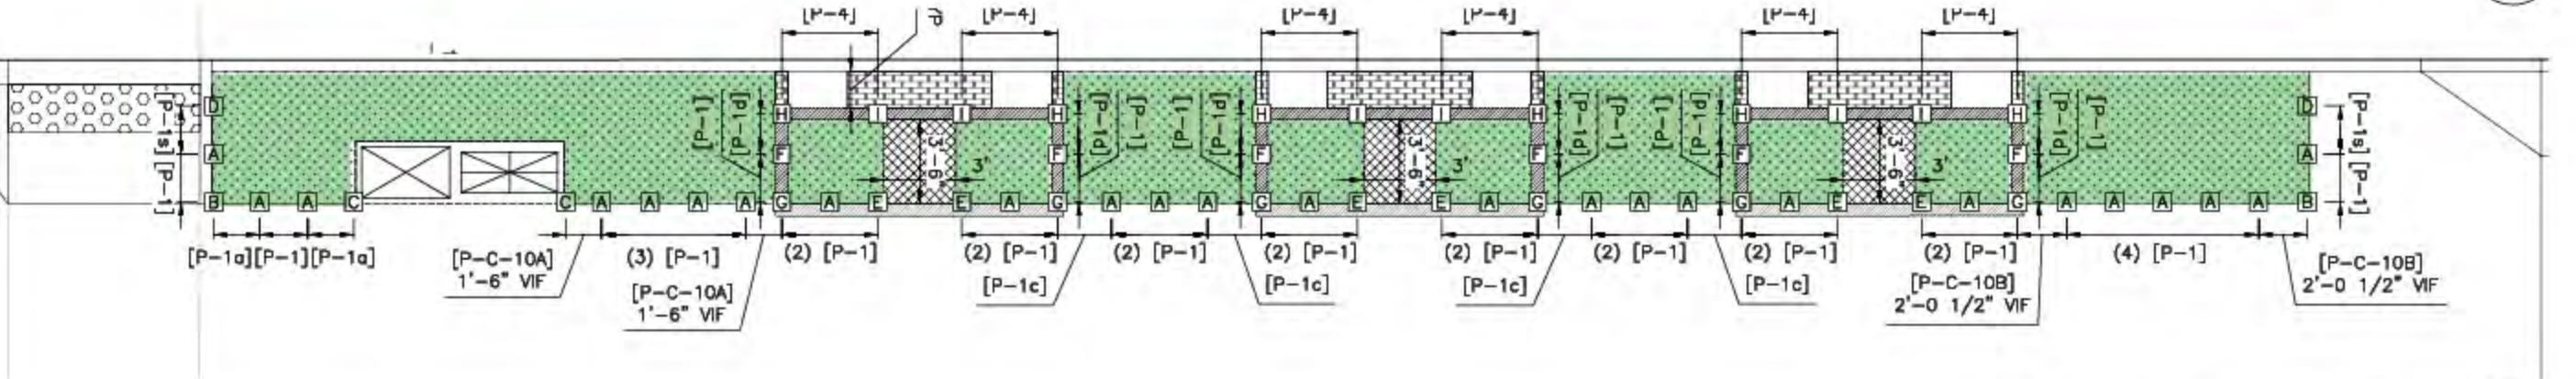 [P-4] [P-4] [P-4] [P-4] [P-4] [P-4]
[P-1s] [P-1]
[P-1] [P-1d]
[P-1d] [P-1]
[P-1] [P-1d]
[P-1d] [P-1]
[P-1] [P-1d]
[P-1d] [P-1]
[P-1s] [P-1]
D D
H I I H H I I H H I I H
A F F F F F F A
3'-6" 3' 3'-6" 3' 3'-6" 3'
B A A C C A A A A G A E E A G A A A G A E E A G A A A G A E E A G A A A A A B
[P-1a] [P-1] [P-1a]
[P-C-10A]
1'-6" VIF
(3) [P-1]
[P-C-10A]
1'-6" VIF
(2) [P-1]
(2) [P-1]
[P-1c]
(2) [P-1]
(2) [P-1]
[P-1c]
(2) [P-1]
[P-1c]
(2) [P-1]
(2) [P-1]
[P-1c]
(2) [P-1]
[P-C-10B]
2'-0 1/2" VIF
(4) [P-1]
[P-C-10B]
2'-0 1/2" VIF